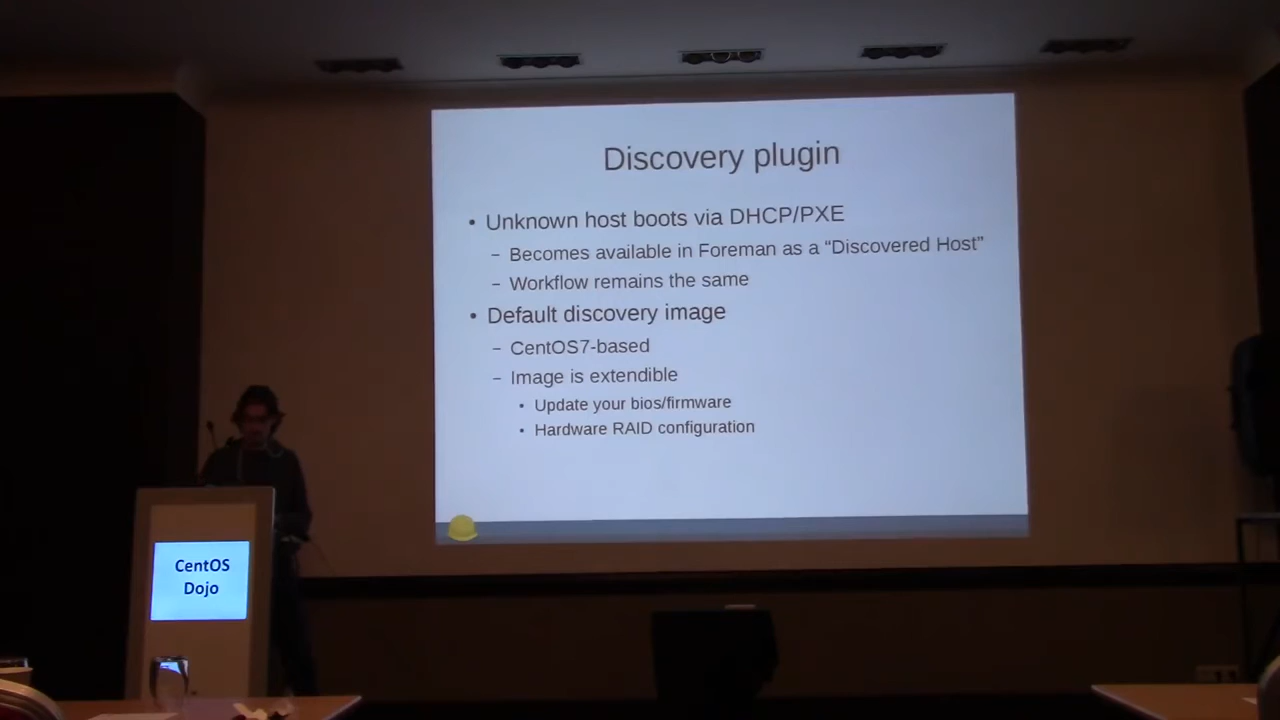 Discovery plugin
• Unknown host boots via DHCP/PXE
– Becomes available in Foreman as a “Discovered Host”
– Workflow remains the same
• Default discovery image
– CentOS7-based
– Image is extendible
• Update your bios/firmware
• Hardware RAID configuration
CentOS
Dojo